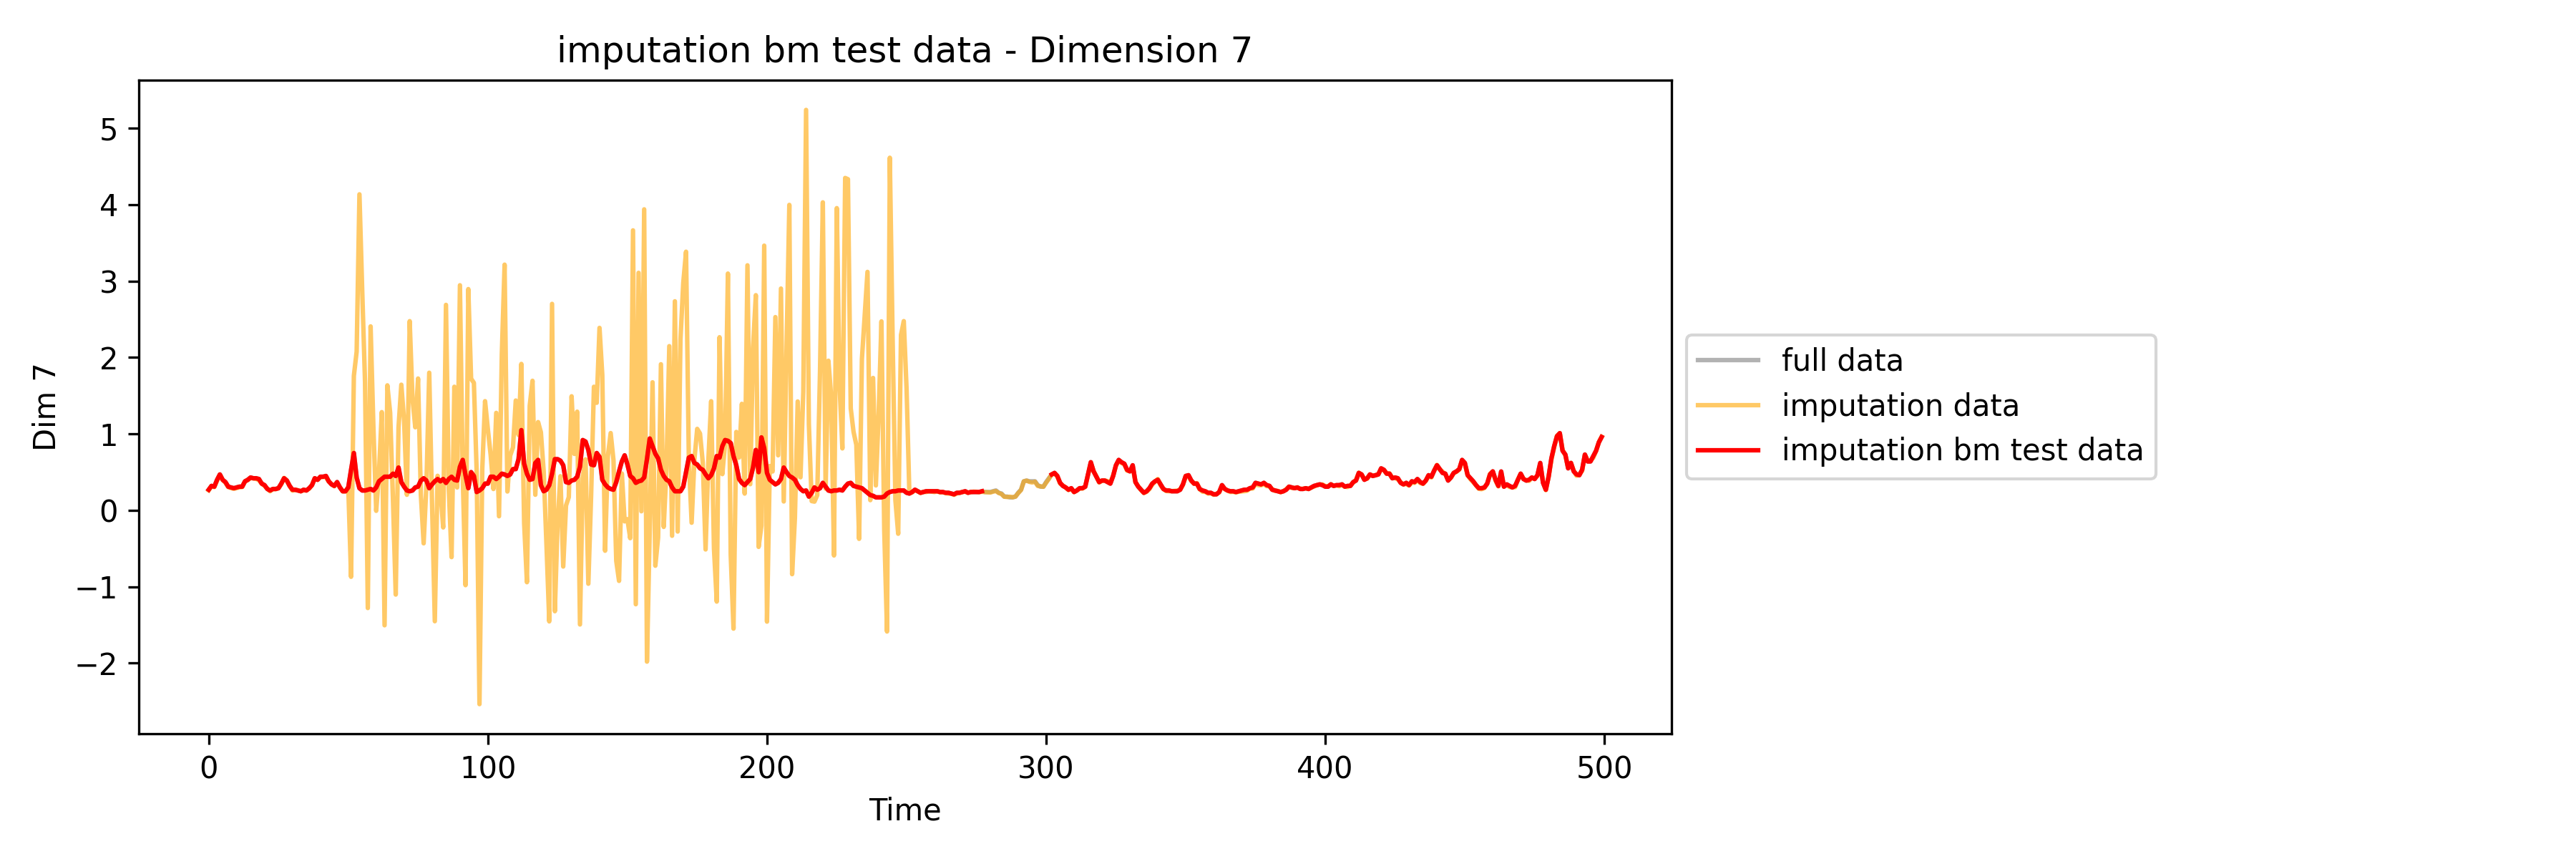 imputation bm test data - Dimension 7
5
4
3
2
1
0
−1
−2
Dim 7
0 100 200 300 400 500
Time
full data
imputation data
imputation bm test data